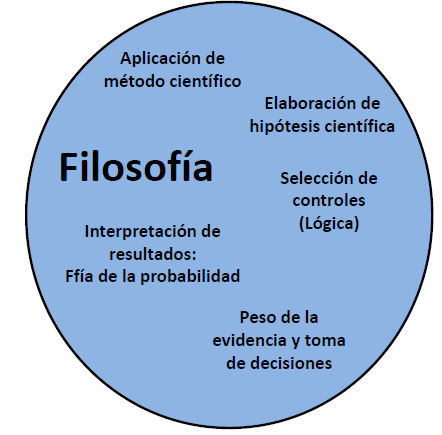 Aplicación de
método científico
Elaboración de
hipótesis científica
Filosofía
Selección de
controles
(Lógica)
Interpretación de
resultados:
Ffía de la probabilidad
Peso de la
evidencia y toma
de decisiones